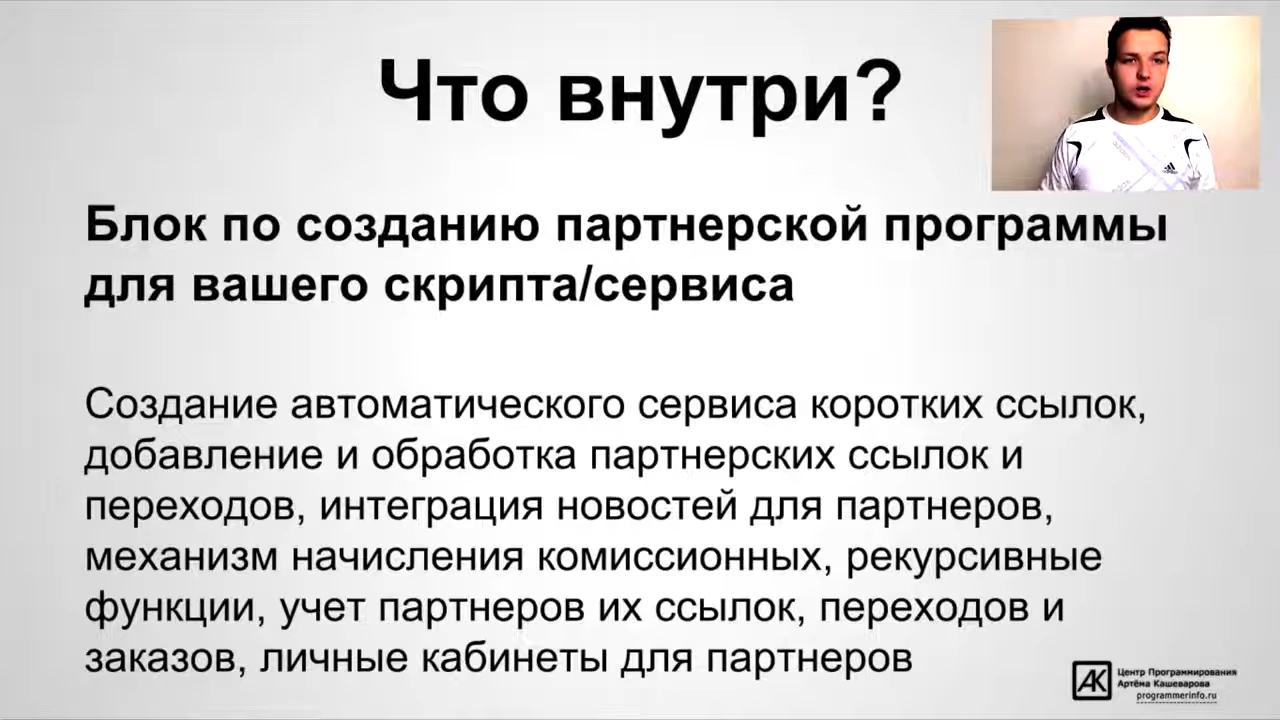 Что внутри?
Блок по созданию партнерской программы
для вашего скрипта/сервиса
Создание автоматического сервиса коротких ссылок,
добавление и обработка партнерских ссылок и
переходов, интеграция новостей для партнеров,
механизм начисления комиссионных, рекурсивные
функции, учет партнеров их ссылок, переходов и
заказов, личные кабинеты для партнеров
АК
Центр Программирования
Артёма Кашеварова
programmerinfo.ru